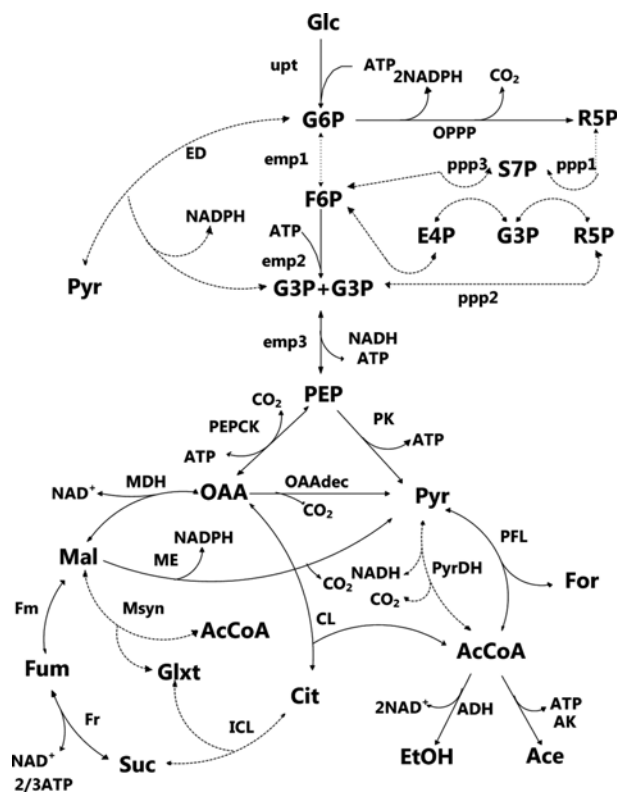 Glc
upt ATP 2NADPH CO₂
G6P OPPP R5P
ED emp1 ppp3 S7P ppp1
NADPH F6P
ATP E4P G3P R5P
emp2
Pyr G3P+G3P ppp2
emp3 NADH
ATP
CO₂ PEP
PEPCK PK
ATP ATP
MDH OAAdec
NAD⁺ OAA CO₂ Pyr
NADPH PFL
Mal ME CO₂ NADH PyrDH For
CO₂
Fm Msyn AcCoA CL
Fum Glxt AcCoA
Cit
Fr ICL 2NAD⁺ ADH ATP
AK
NAD⁺ Suc EtOH Ace
2/3ATP